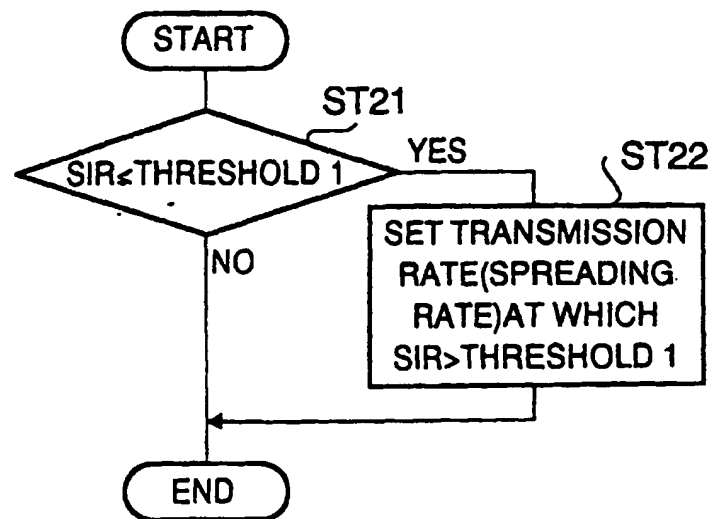 START
ST21
SIR≤THRESHOLD 1
YES
ST22
SET TRANSMISSION
RATE(SPREADING
RATE)AT WHICH
SIR>THRESHOLD 1
NO
END